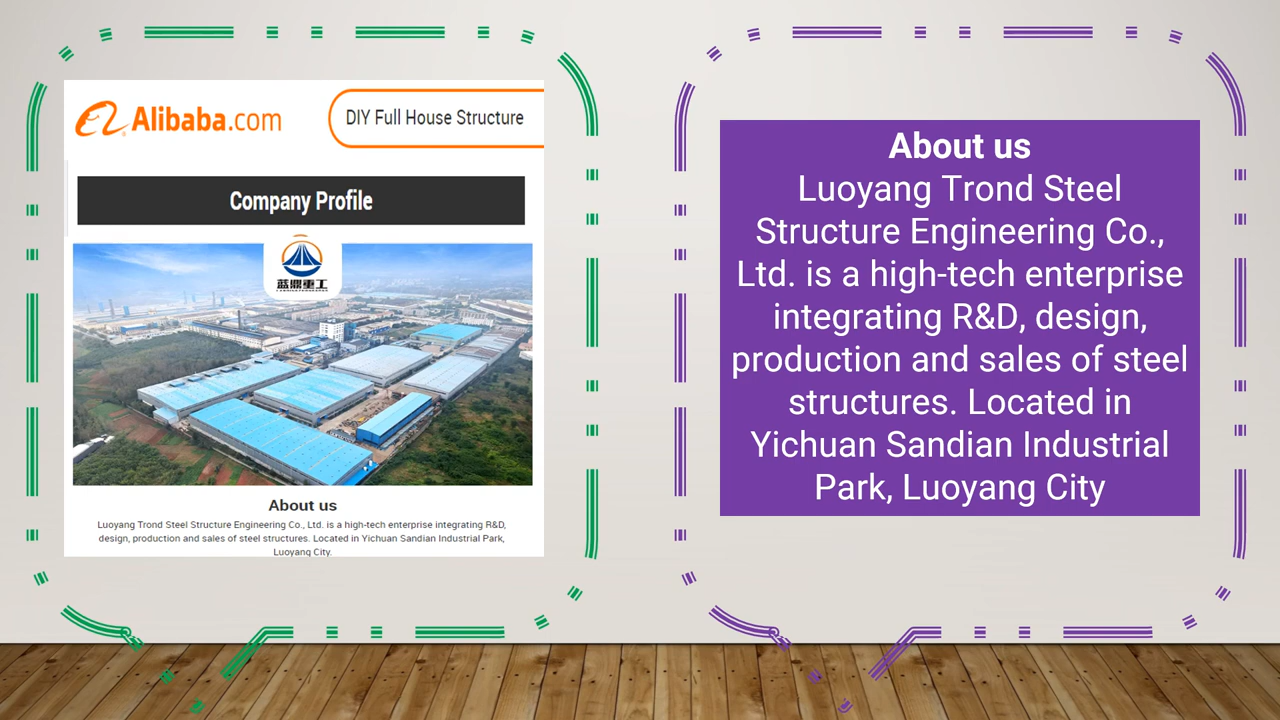 Alibaba.com
DIY Full House Structure
Company Profile
蓝鼎重工
About us
Luoyang Trond Steel Structure Engineering Co., Ltd. is a high-tech enterprise integrating R&D,
design, production and sales of steel structures. Located in Yichuan Sandian Industrial Park,
Luoyang City.
About us
Luoyang Trond Steel
Structure Engineering Co.,
Ltd. is a high-tech enterprise
integrating R&D, design,
production and sales of steel
structures. Located in
Yichuan Sandian Industrial
Park, Luoyang City